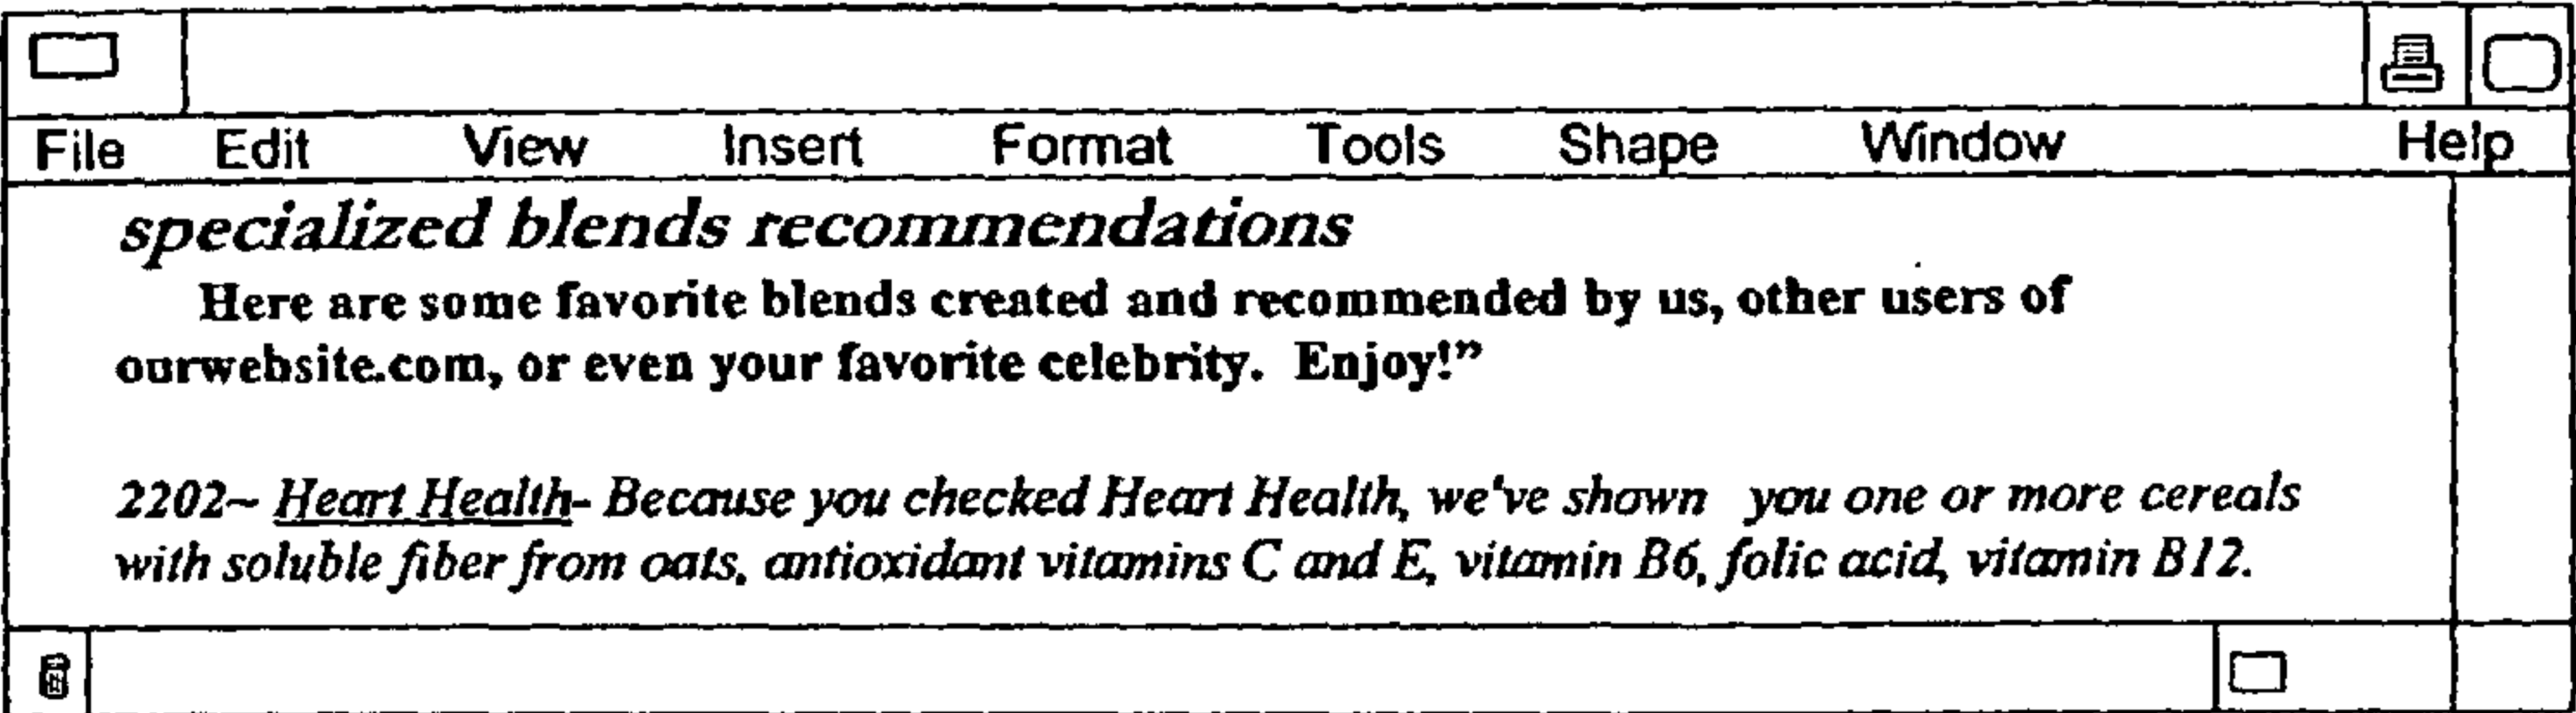 File Edit View Insert Format Tools Shape Window Help
specialized blends recommendations
Here are some favorite blends created and recommended by us, other users of
ourwebsite.com, or even your favorite celebrity. Enjoy!”
2202~ Heart Health- Because you checked Heart Health, we've shown you one or more cereals
with soluble fiber from oats, antioxidant vitamins C and E, vitamin B6, folic acid, vitamin B12.